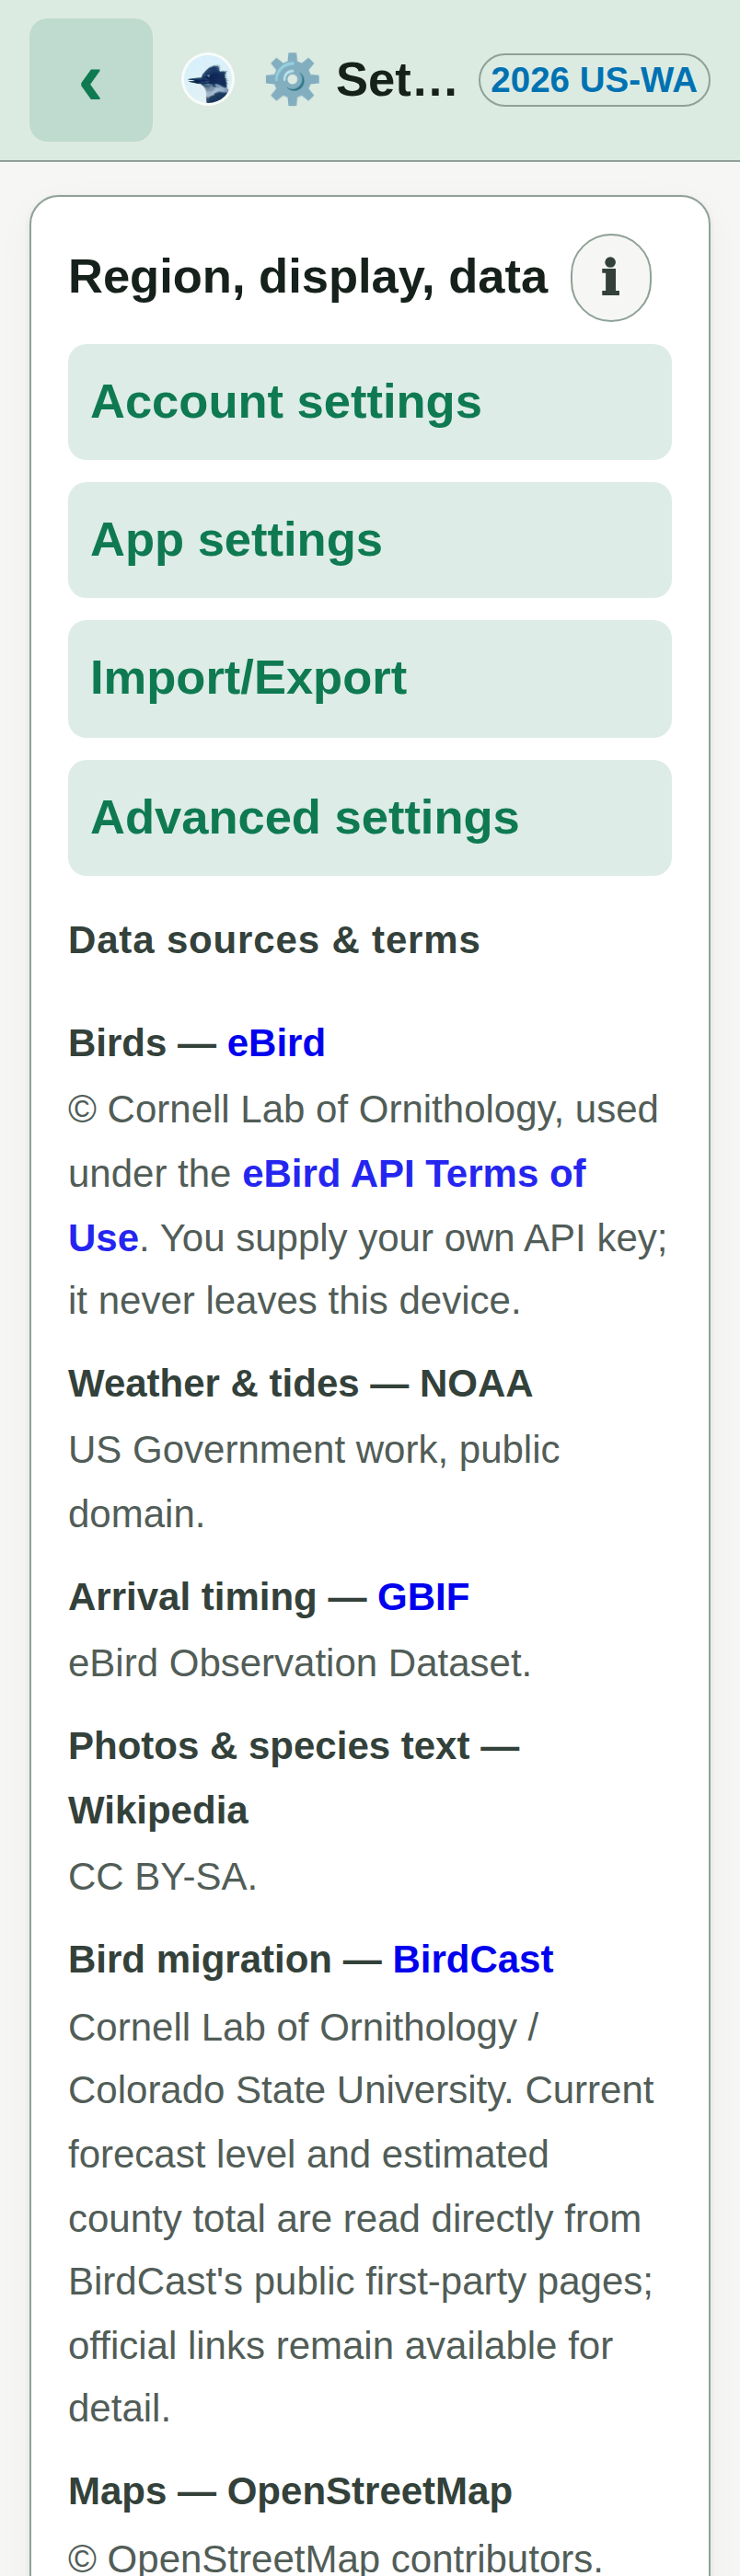 ‹ ⚙️ Set… 2026 US-WA
Region, display, data ℹ
Account settings
App settings
Import/Export
Advanced settings
Data sources & terms
Birds — eBird
© Cornell Lab of Ornithology, used
under the eBird API Terms of
Use. You supply your own API key;
it never leaves this device.
Weather & tides — NOAA
US Government work, public
domain.
Arrival timing — GBIF
eBird Observation Dataset.
Photos & species text —
Wikipedia
CC BY-SA.
Bird migration — BirdCast
Cornell Lab of Ornithology /
Colorado State University. Current
forecast level and estimated
county total are read directly from
BirdCast's public first-party pages;
official links remain available for
detail.
Maps — OpenStreetMap
© OpenStreetMap contributors.